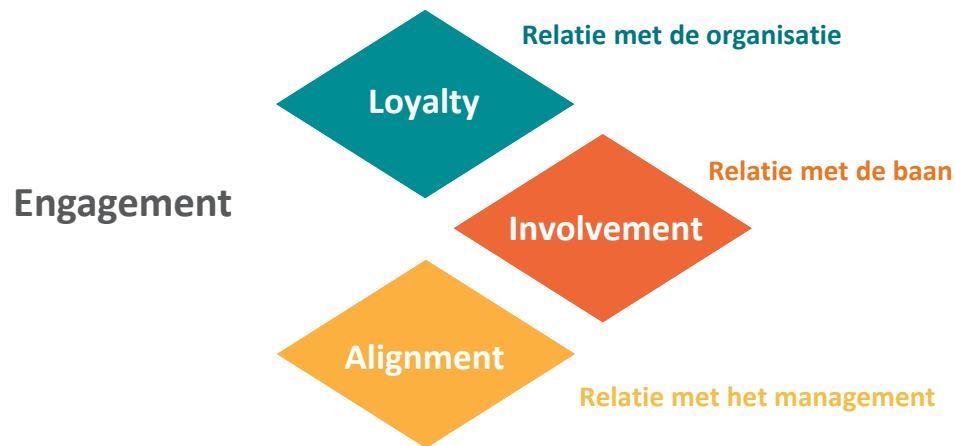 Relatie met de organisatie
Loyalty
Relatie met de baan
Engagement
Involvement
Alignment
Relatie met het management